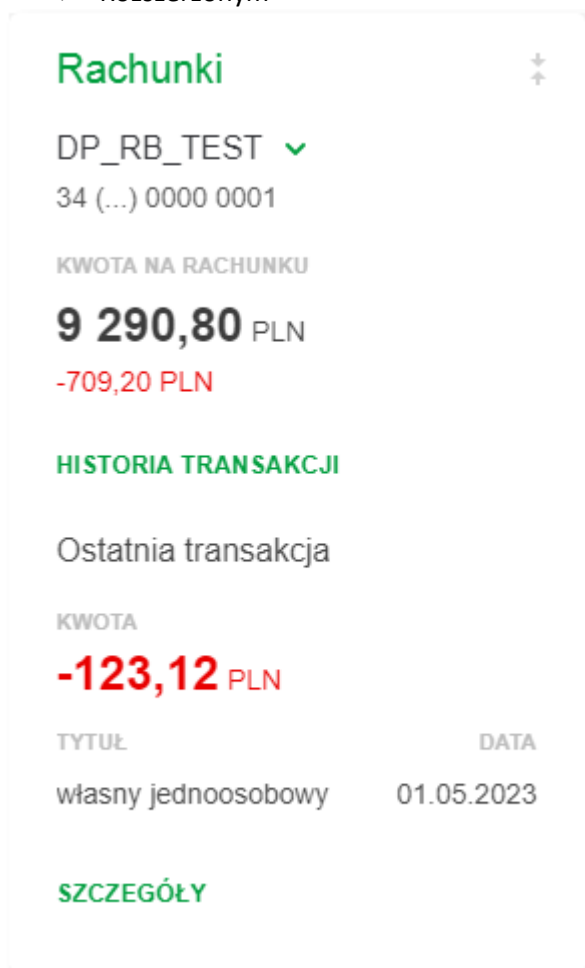 Rozszerzonym
Rachunki
DP_RB_TEST
34 (...) 0000 0001
KWOTA NA RACHUNKU
9 290,80 PLN
-709,20 PLN
HISTORIA TRANSAKCJI
Ostatnia transakcja
KWOTA
-123,12 PLN
TYTUŁ DATA
własny jednoosobowy 01.05.2023
SZCZEGÓŁY